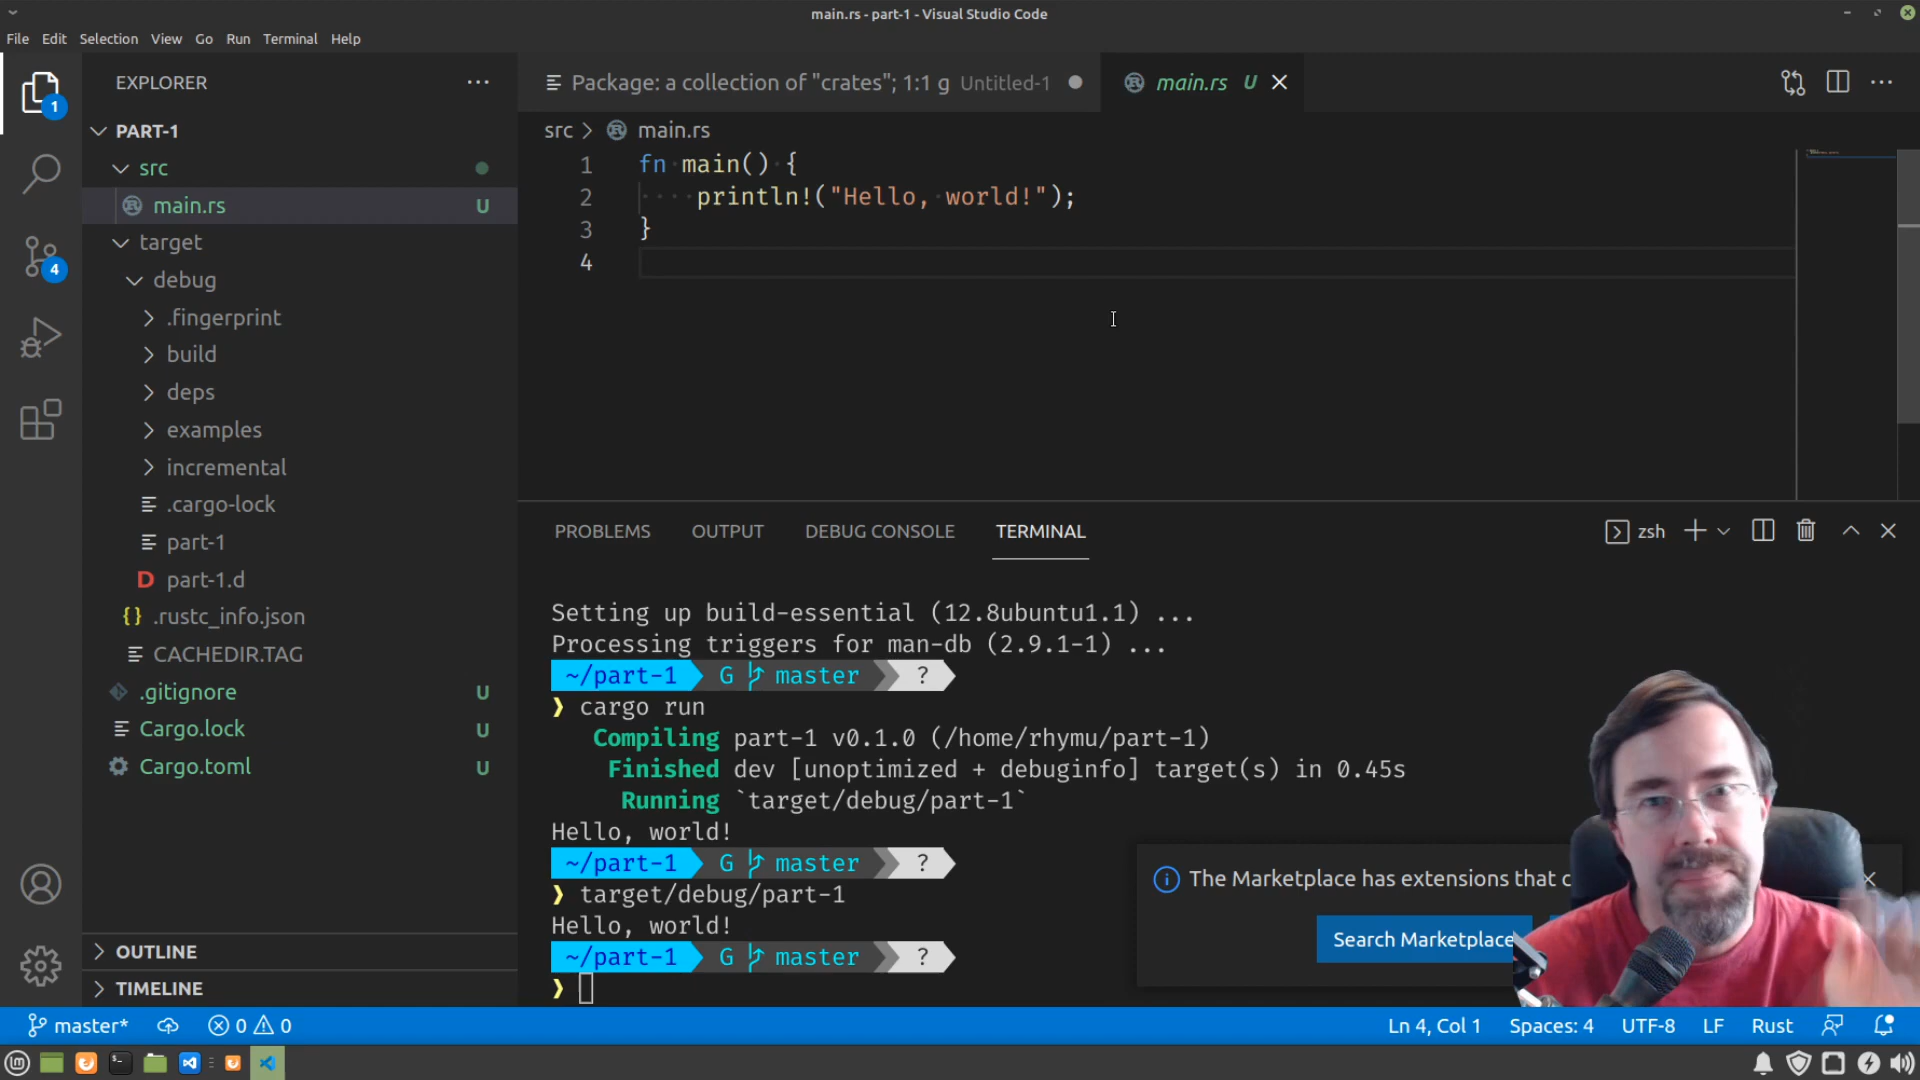 main.rs - part-1 - Visual Studio Code
File Edit Selection View Go Run Terminal Help
EXPLORER
PART-1
src
main.rs U
target
debug
.fingerprint
build
deps
examples
incremental
.cargo-lock
part-1
D part-1.d
{} .rustc_info.json
CACHEDIR.TAG
.gitignore U
Cargo.lock U
Cargo.toml U
OUTLINE
TIMELINE
1
4
Package: a collection of "crates"; 1:1 g Untitled-1
main.rs U
src > main.rs
1 fn main() {
2 println!("Hello, world!");
3 }
4
PROBLEMS OUTPUT DEBUG CONSOLE TERMINAL
zsh
Setting up build-essential (12.8ubuntu1.1) ...
Processing triggers for man-db (2.9.1-1) ...
~/part-1 G master ?
❯ cargo run
Compiling part-1 v0.1.0 (/home/rhymu/part-1)
Finished dev [unoptimized + debuginfo] target(s) in 0.45s
Running `target/debug/part-1`
Hello, world!
~/part-1 G master ?
❯ target/debug/part-1
Hello, world!
~/part-1 G master ?
❯
The Marketplace has extensions that
Search Marketplace
master* 0 0
Ln 4, Col 1 Spaces: 4 UTF-8 LF Rust